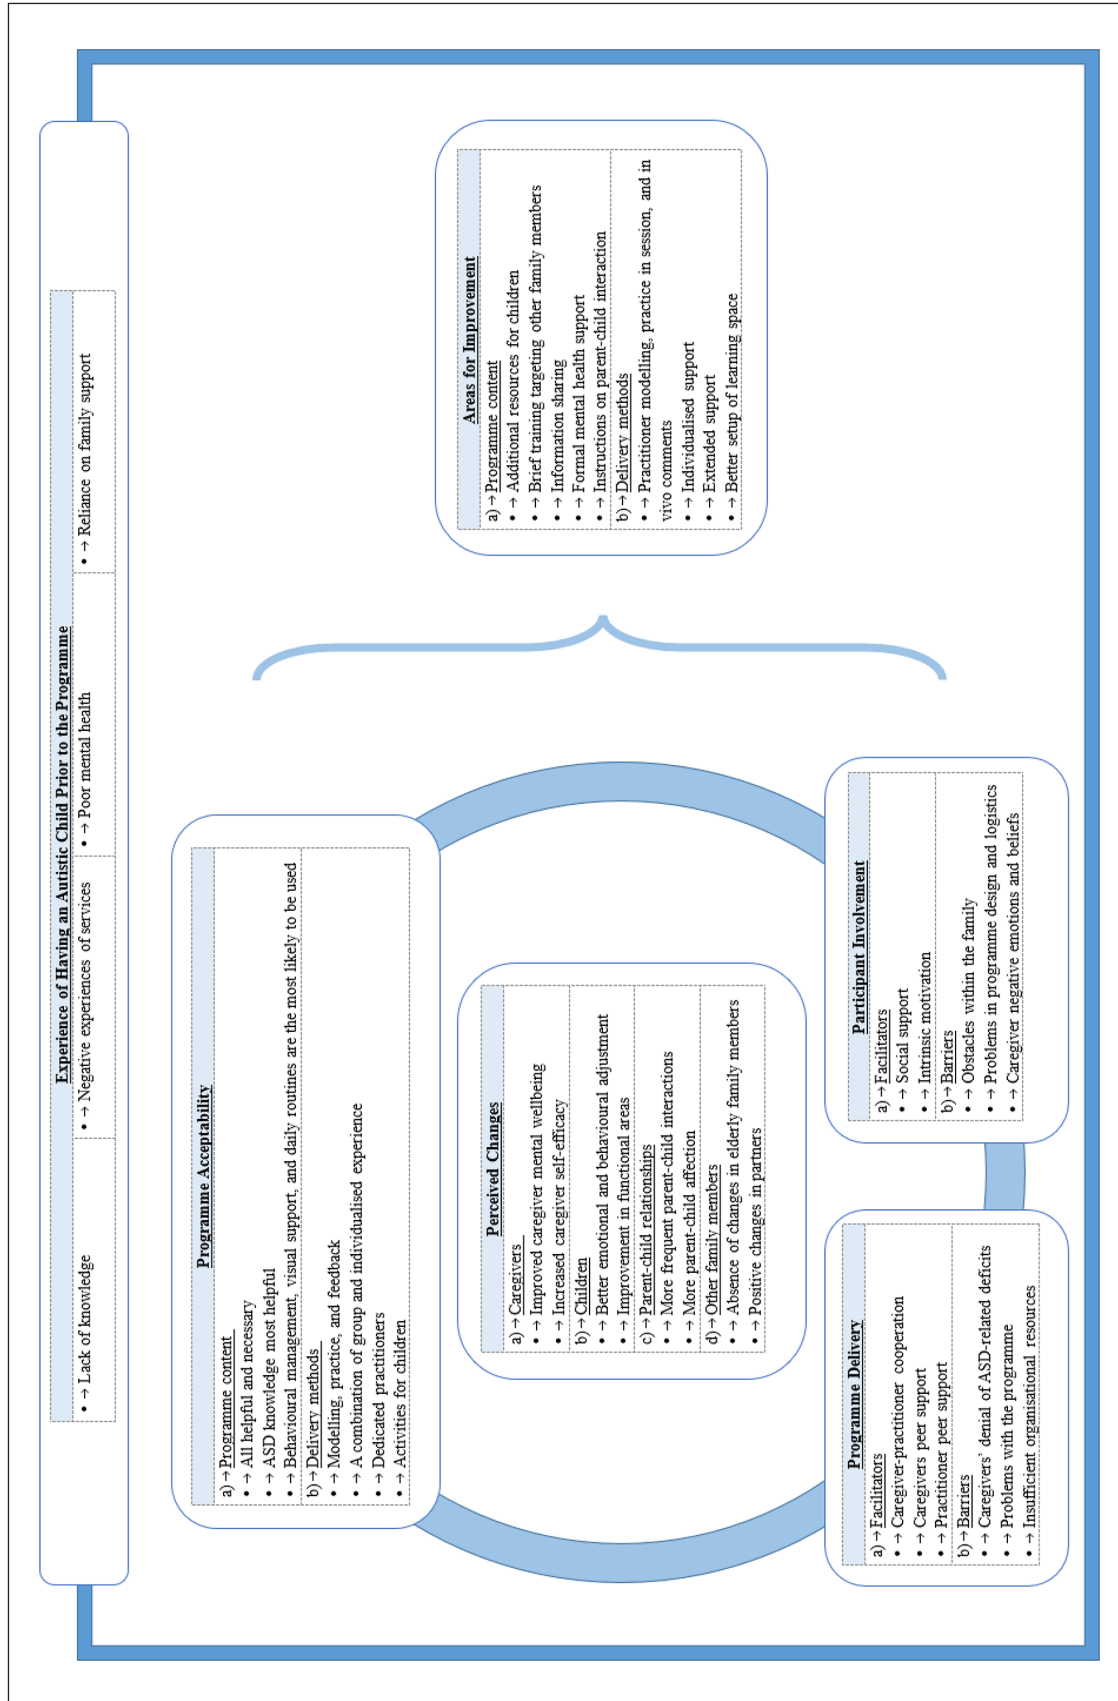 Experience of Having an Autistic Child Prior to the Programme
• → Lack of knowledge
• → Negative experiences of services
• → Poor mental health
• → Reliance on family support
Programme Acceptability
a) → Programme content
• → All helpful and necessary
• → ASD knowledge most helpful
• → Behavioural management, visual support, and daily routines are the most likely to be used
b) → Delivery methods
• → Modelling, practice, and feedback
• → A combination of group and individualised experience
• → Dedicated practitioners
• → Activities for children
Perceived Changes
a) → Caregivers
• → Improved caregiver mental wellbeing
• → Increased caregiver self-efficacy
b) → Children
• → Better emotional and behavioural adjustment
• → Improvement in functional areas
c) → Parent-child relationships
• → More frequent parent-child interactions
• → More parent-child affection
d) → Other family members
• → Absence of changes in elderly family members
• → Positive changes in partners
Programme Delivery
a) → Facilitators
• → Caregiver-practitioner cooperation
• → Caregivers peer support
• → Practitioner peer support
b) → Barriers
• → Caregivers’ denial of ASD-related deficits
• → Problems with the programme
• → Insufficient organisational resources
Participant Involvement
a) → Facilitators
• → Social support
• → Intrinsic motivation
b) → Barriers
• → Obstacles within the family
• → Problems in programme design and logistics
• → Caregiver negative emotions and beliefs
Areas for Improvement
a) → Programme content
• → Additional resources for children
• → Brief training targeting other family members
• → Information sharing
• → Formal mental health support
• → Instructions on parent-child interaction
b) → Delivery methods
• → Practitioner modelling, practice in session, and in
vivo comments
• → Individualised support
• → Extended support
• → Better setup of learning space